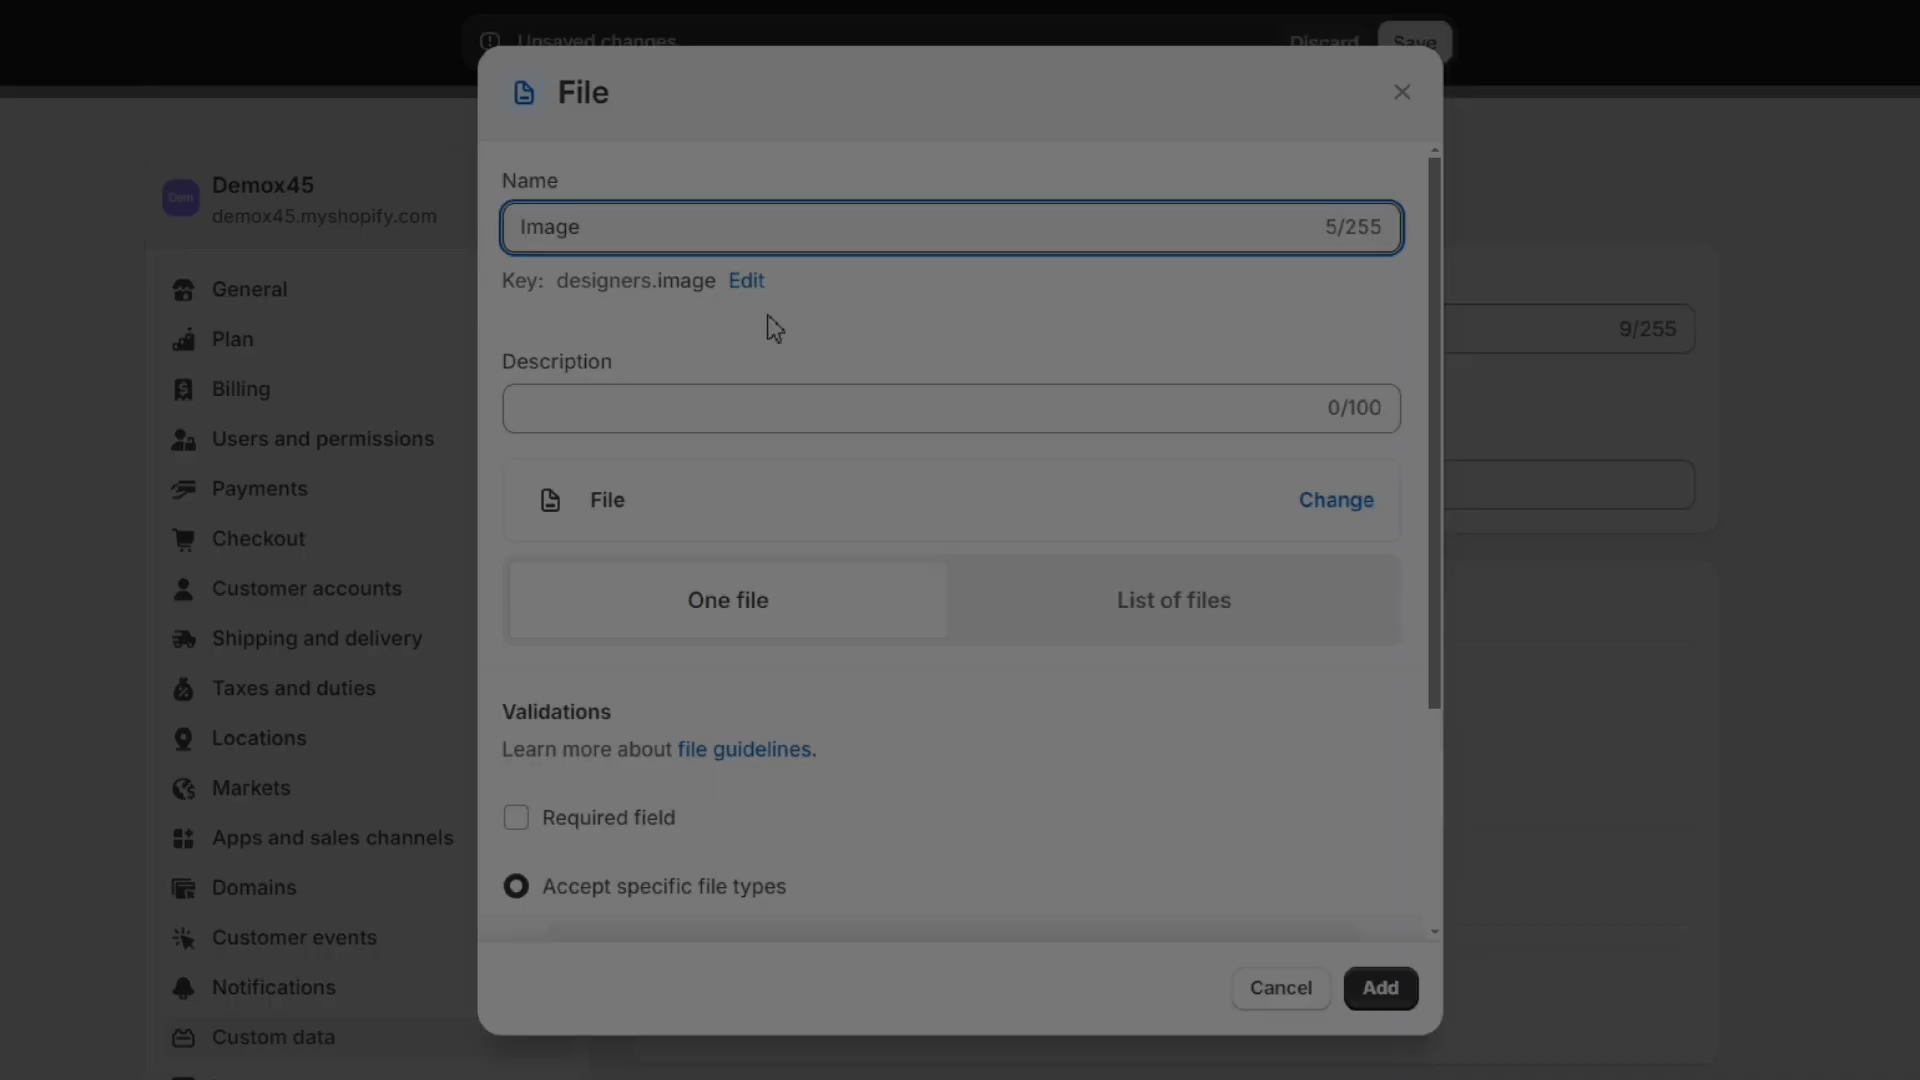 Unsaved changes
Discard
Save
File
Dem
Demox45
demox45.myshopify.com
General
Plan
Billing
Users and permissions
Payments
Checkout
Customer accounts
Shipping and delivery
Taxes and duties
Locations
Markets
Apps and sales channels
Domains
Customer events
Notifications
Custom data
Name
Image
5/255
Key: designers.image Edit
Description
0/100
File
Change
One file
List of files
Validations
Learn more about file guidelines.
Required field
Accept specific file types
Cancel
Add
9/255